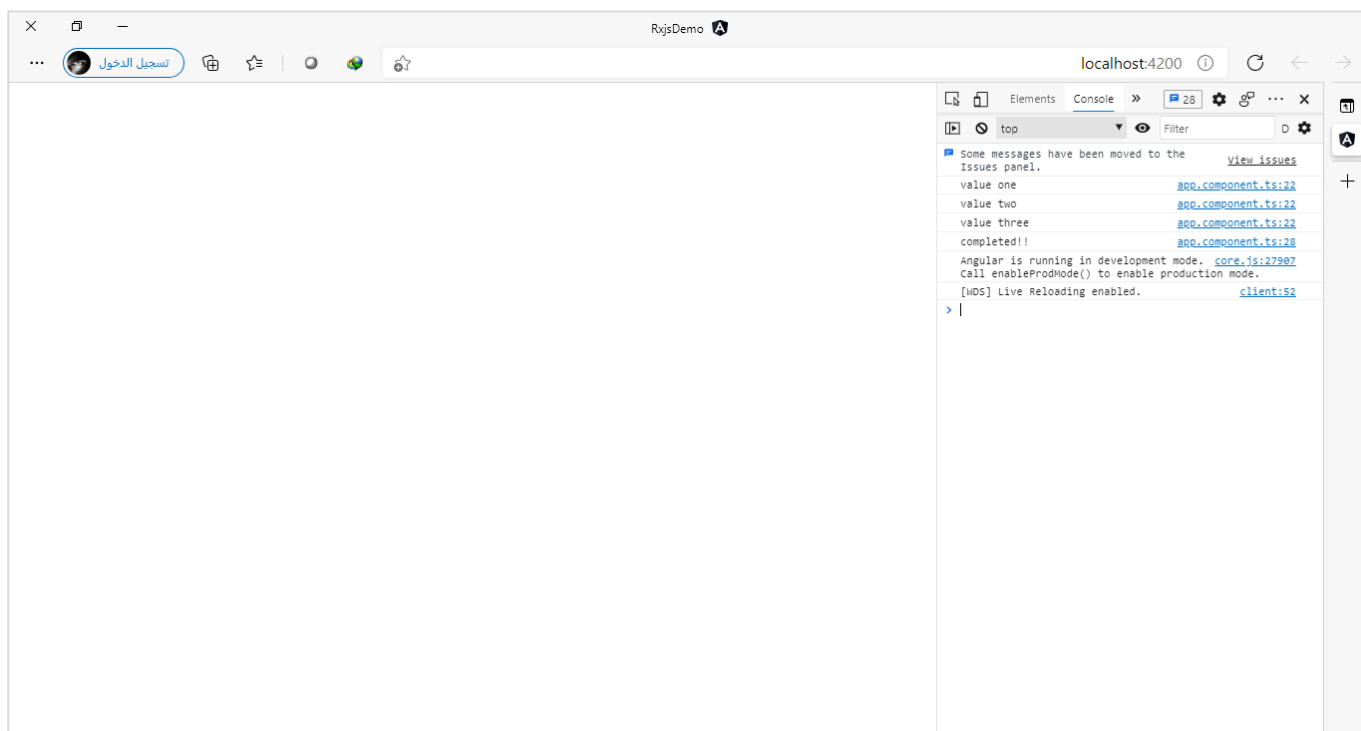 RxjsDemo
تسجيل الدخول
localhost:4200
Elements Console 28
top Filter D
Some messages have been moved to the Issues panel. View issues
value one app.component.ts:22
value two app.component.ts:22
value three app.component.ts:22
completed!! app.component.ts:28
Angular is running in development mode. core.js:27907
Call enableProdMode() to enable production mode.
[WDS] Live Reloading enabled. client:52